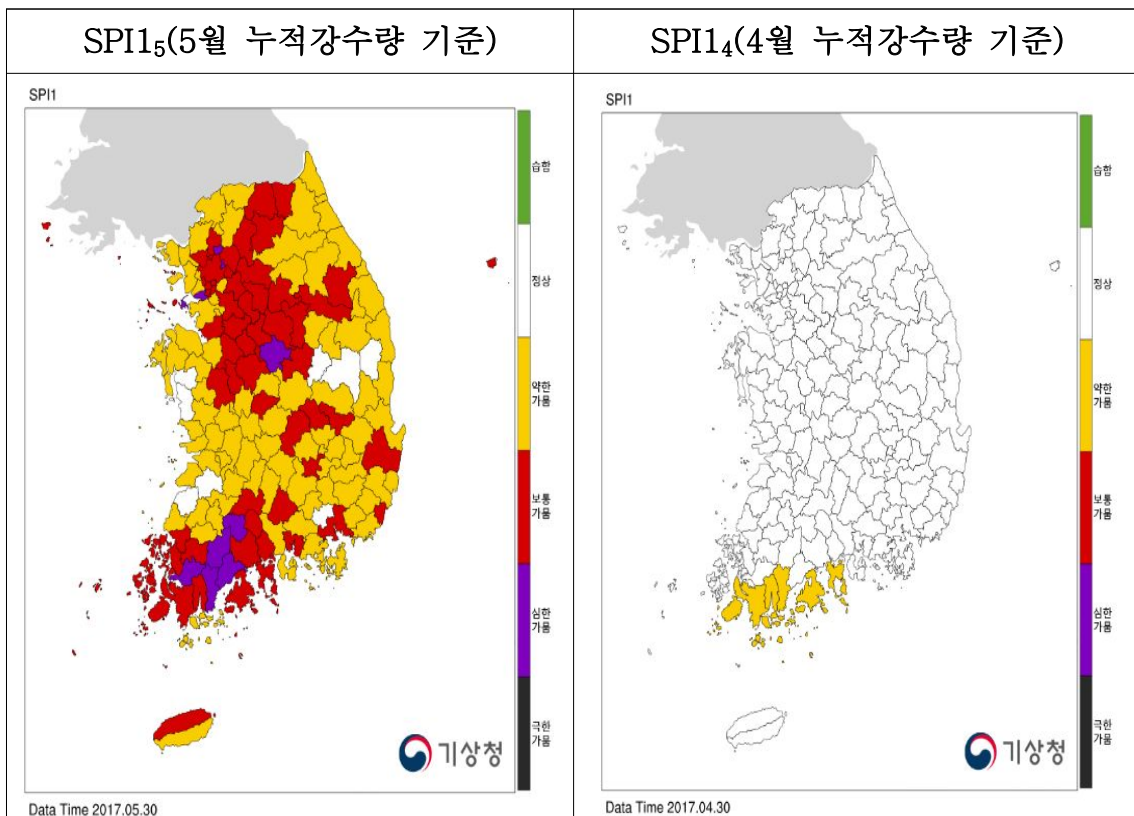 SPI1₅(5월 누적강수량 기준)
SPI1₄(4월 누적강수량 기준)
SPI1
습함
정상
약한
가뭄
보통
가뭄
심한
가뭄
극한
가뭄
기상청
Data Time 2017.05.30
SPI1
습함
정상
약한
가뭄
보통
가뭄
심한
가뭄
극한
가뭄
기상청
Data Time 2017.04.30